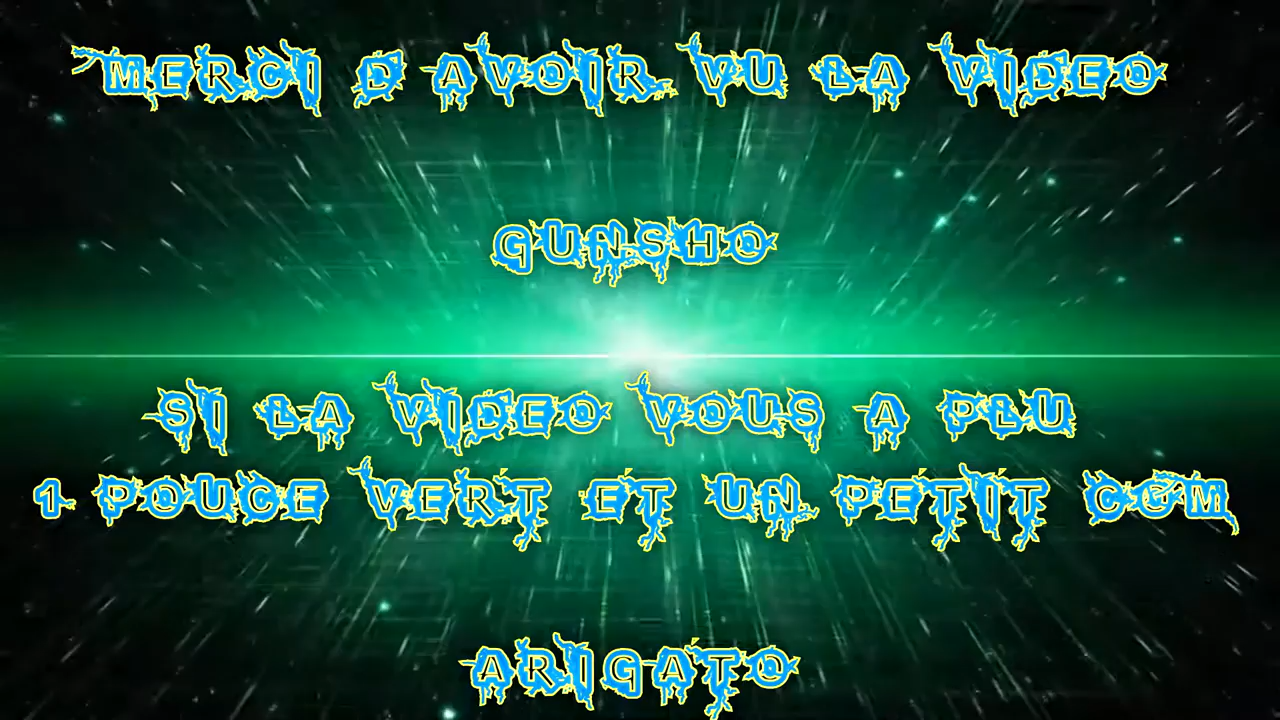 MERCI D AVOIR VU LA VIDEO
GUNSHO
SI LA VIDEO VOUS A PLU
1 POUCE VERT ET UN PETIT COM
ARIGATO